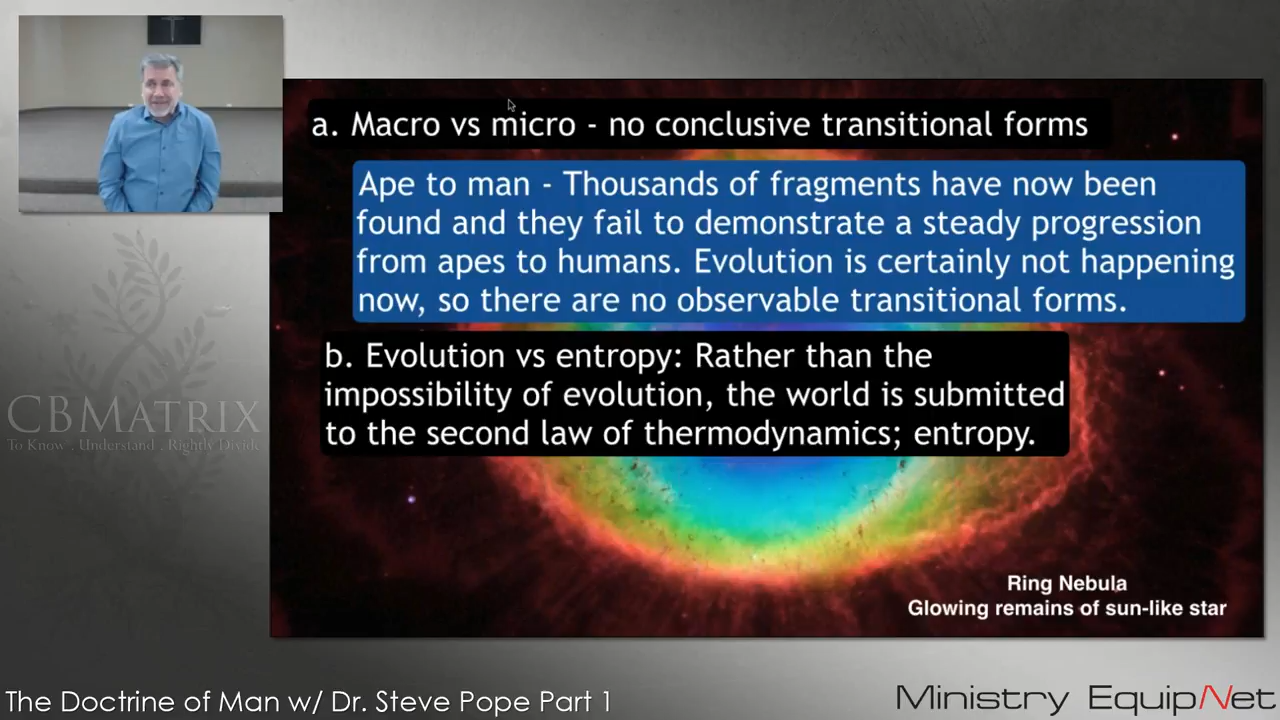 a. Macro vs micro - no conclusive transitional forms
Ape to man - Thousands of fragments have now been
found and they fail to demonstrate a steady progression
from apes to humans. Evolution is certainly not happening
now, so there are no observable transitional forms.
b. Evolution vs entropy: Rather than the
impossibility of evolution, the world is submitted
to the second law of thermodynamics; entropy.
CBMATRIX
To Know , Understand , Rightly Divide
Ring Nebula
Glowing remains of sun-like star
The Doctrine of Man w/ Dr. Steve Pope Part 1
Ministry EquipNet